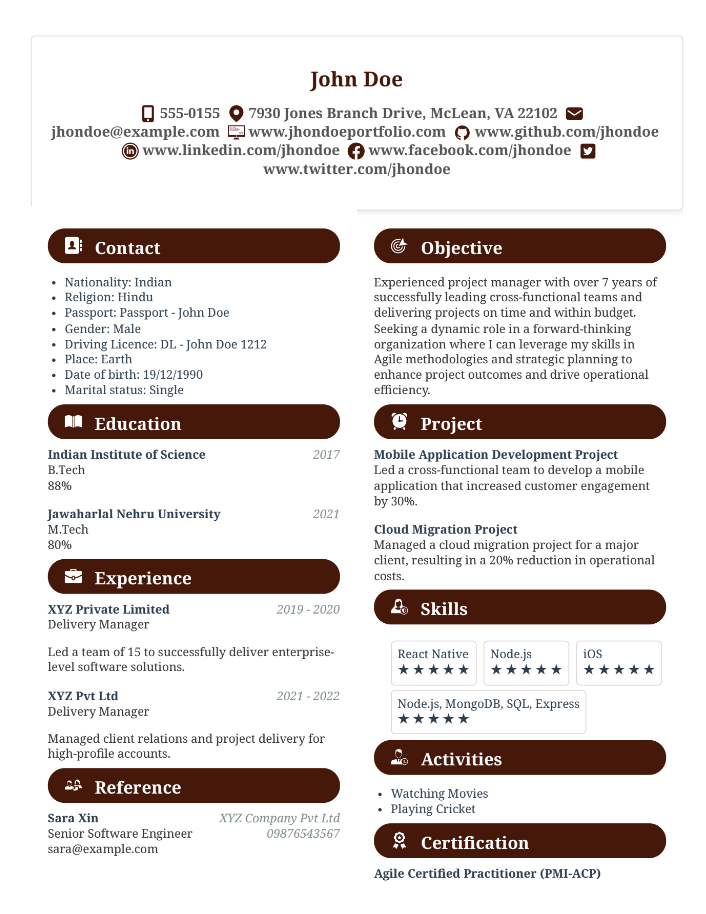 John Doe
555-0155 7930 Jones Branch Drive, McLean, VA 22102
jhondoe@example.com www.jhondoeportfolio.com www.github.com/jhondoe
www.linkedin.com/jhondoe www.facebook.com/jhondoe
www.twitter.com/jhondoe
Contact
• Nationality: Indian
• Religion: Hindu
• Passport: Passport - John Doe
• Gender: Male
• Driving Licence: DL - John Doe 1212
• Place: Earth
• Date of birth: 19/12/1990
• Marital status: Single
Education
Indian Institute of Science 2017
B.Tech
88%
Jawaharlal Nehru University 2021
M.Tech
80%
Experience
XYZ Private Limited 2019 - 2020
Delivery Manager
Led a team of 15 to successfully deliver enterprise-
level software solutions.
XYZ Pvt Ltd 2021 - 2022
Delivery Manager
Managed client relations and project delivery for
high-profile accounts.
Reference
Sara Xin XYZ Company Pvt Ltd
Senior Software Engineer 09876543567
sara@example.com
Objective
Experienced project manager with over 7 years of
successfully leading cross-functional teams and
delivering projects on time and within budget.
Seeking a dynamic role in a forward-thinking
organization where I can leverage my skills in
Agile methodologies and strategic planning to
enhance project outcomes and drive operational
efficiency.
Project
Mobile Application Development Project
Led a cross-functional team to develop a mobile
application that increased customer engagement
by 30%.
Cloud Migration Project
Managed a cloud migration project for a major
client, resulting in a 20% reduction in operational
costs.
Skills
React Native Node.js iOS
★★★★★ ★★★★★ ★★★★★
Node.js, MongoDB, SQL, Express
★★★★★
Activities
• Watching Movies
• Playing Cricket
Certification
Agile Certified Practitioner (PMI-ACP)